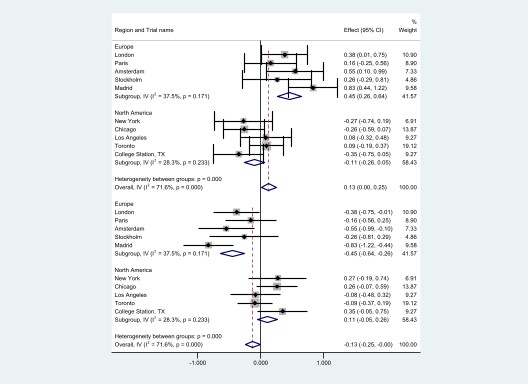 %
Region and Trial name Effect (95% CI) Weight
Europe
London 0.38 (0.01, 0.75) 10.90
Paris 0.16 (-0.25, 0.56) 8.90
Amsterdam 0.55 (0.10, 0.99) 7.33
Stockholm 0.26 (-0.29, 0.81) 4.86
Madrid 0.83 (0.44, 1.22) 9.58
Subgroup, IV (I² = 37.5%, p = 0.171) 0.45 (0.26, 0.64) 41.57
North America
New York -0.27 (-0.74, 0.19) 6.91
Chicago -0.26 (-0.59, 0.07) 13.87
Los Angeles 0.08 (-0.32, 0.48) 9.27
Toronto 0.09 (-0.19, 0.37) 19.12
College Station, TX -0.35 (-0.75, 0.05) 9.27
Subgroup, IV (I² = 28.3%, p = 0.233) -0.11 (-0.26, 0.05) 58.43
Heterogeneity between groups: p = 0.000
Overall, IV (I² = 71.6%, p = 0.000) 0.13 (0.00, 0.25) 100.00
Europe
London -0.38 (-0.75, -0.01) 10.90
Paris -0.16 (-0.56, 0.25) 8.90
Amsterdam -0.55 (-0.99, -0.10) 7.33
Stockholm -0.26 (-0.81, 0.29) 4.86
Madrid -0.83 (-1.22, -0.44) 9.58
Subgroup, IV (I² = 37.5%, p = 0.171) -0.45 (-0.64, -0.26) 41.57
North America
New York 0.27 (-0.19, 0.74) 6.91
Chicago 0.26 (-0.07, 0.59) 13.87
Los Angeles -0.08 (-0.48, 0.32) 9.27
Toronto -0.09 (-0.37, 0.19) 19.12
College Station, TX 0.35 (-0.05, 0.75) 9.27
Subgroup, IV (I² = 28.3%, p = 0.233) 0.11 (-0.05, 0.26) 58.43
Heterogeneity between groups: p = 0.000
Overall, IV (I² = 71.6%, p = 0.000) -0.13 (-0.25, -0.00) 100.00
-1.000 0.000 1.000